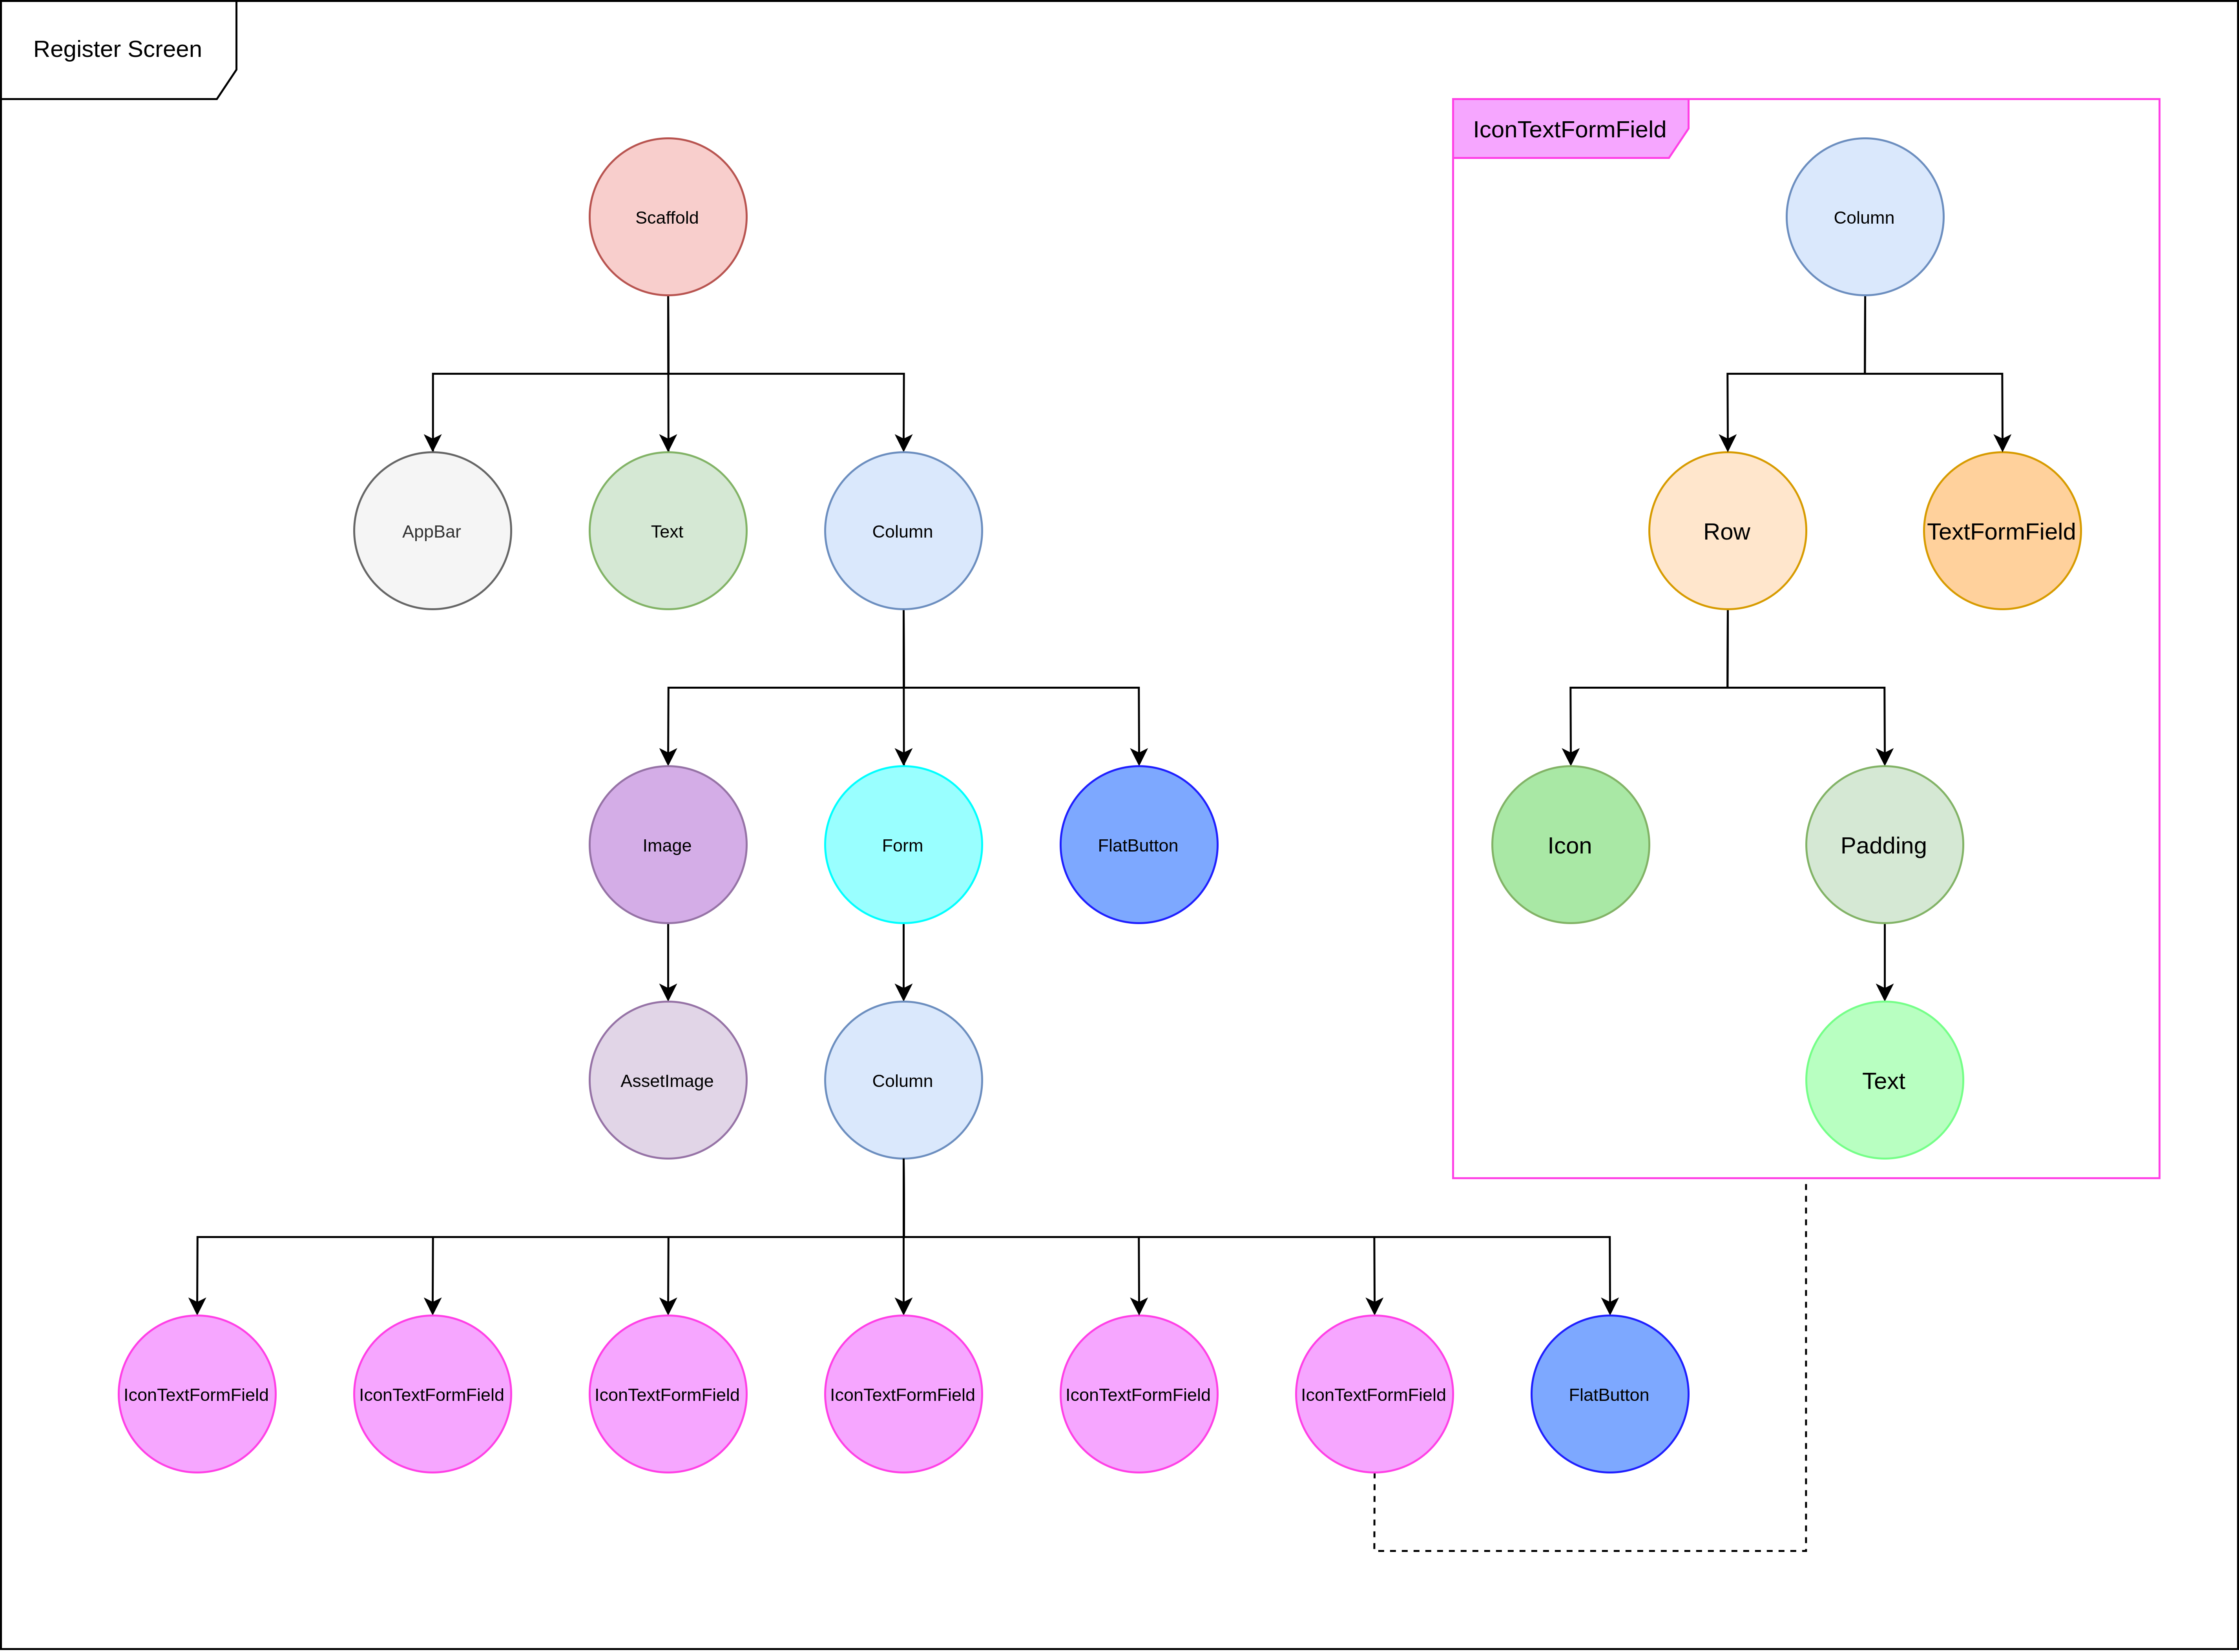 Register Screen
IconTextFormField
Scaffold
Column
AppBar
Text
Column
Row
TextFormField
Image
Form
FlatButton
Icon
Padding
AssetImage
Column
Text
IconTextFormField
IconTextFormField
IconTextFormField
IconTextFormField
IconTextFormField
IconTextFormField
FlatButton